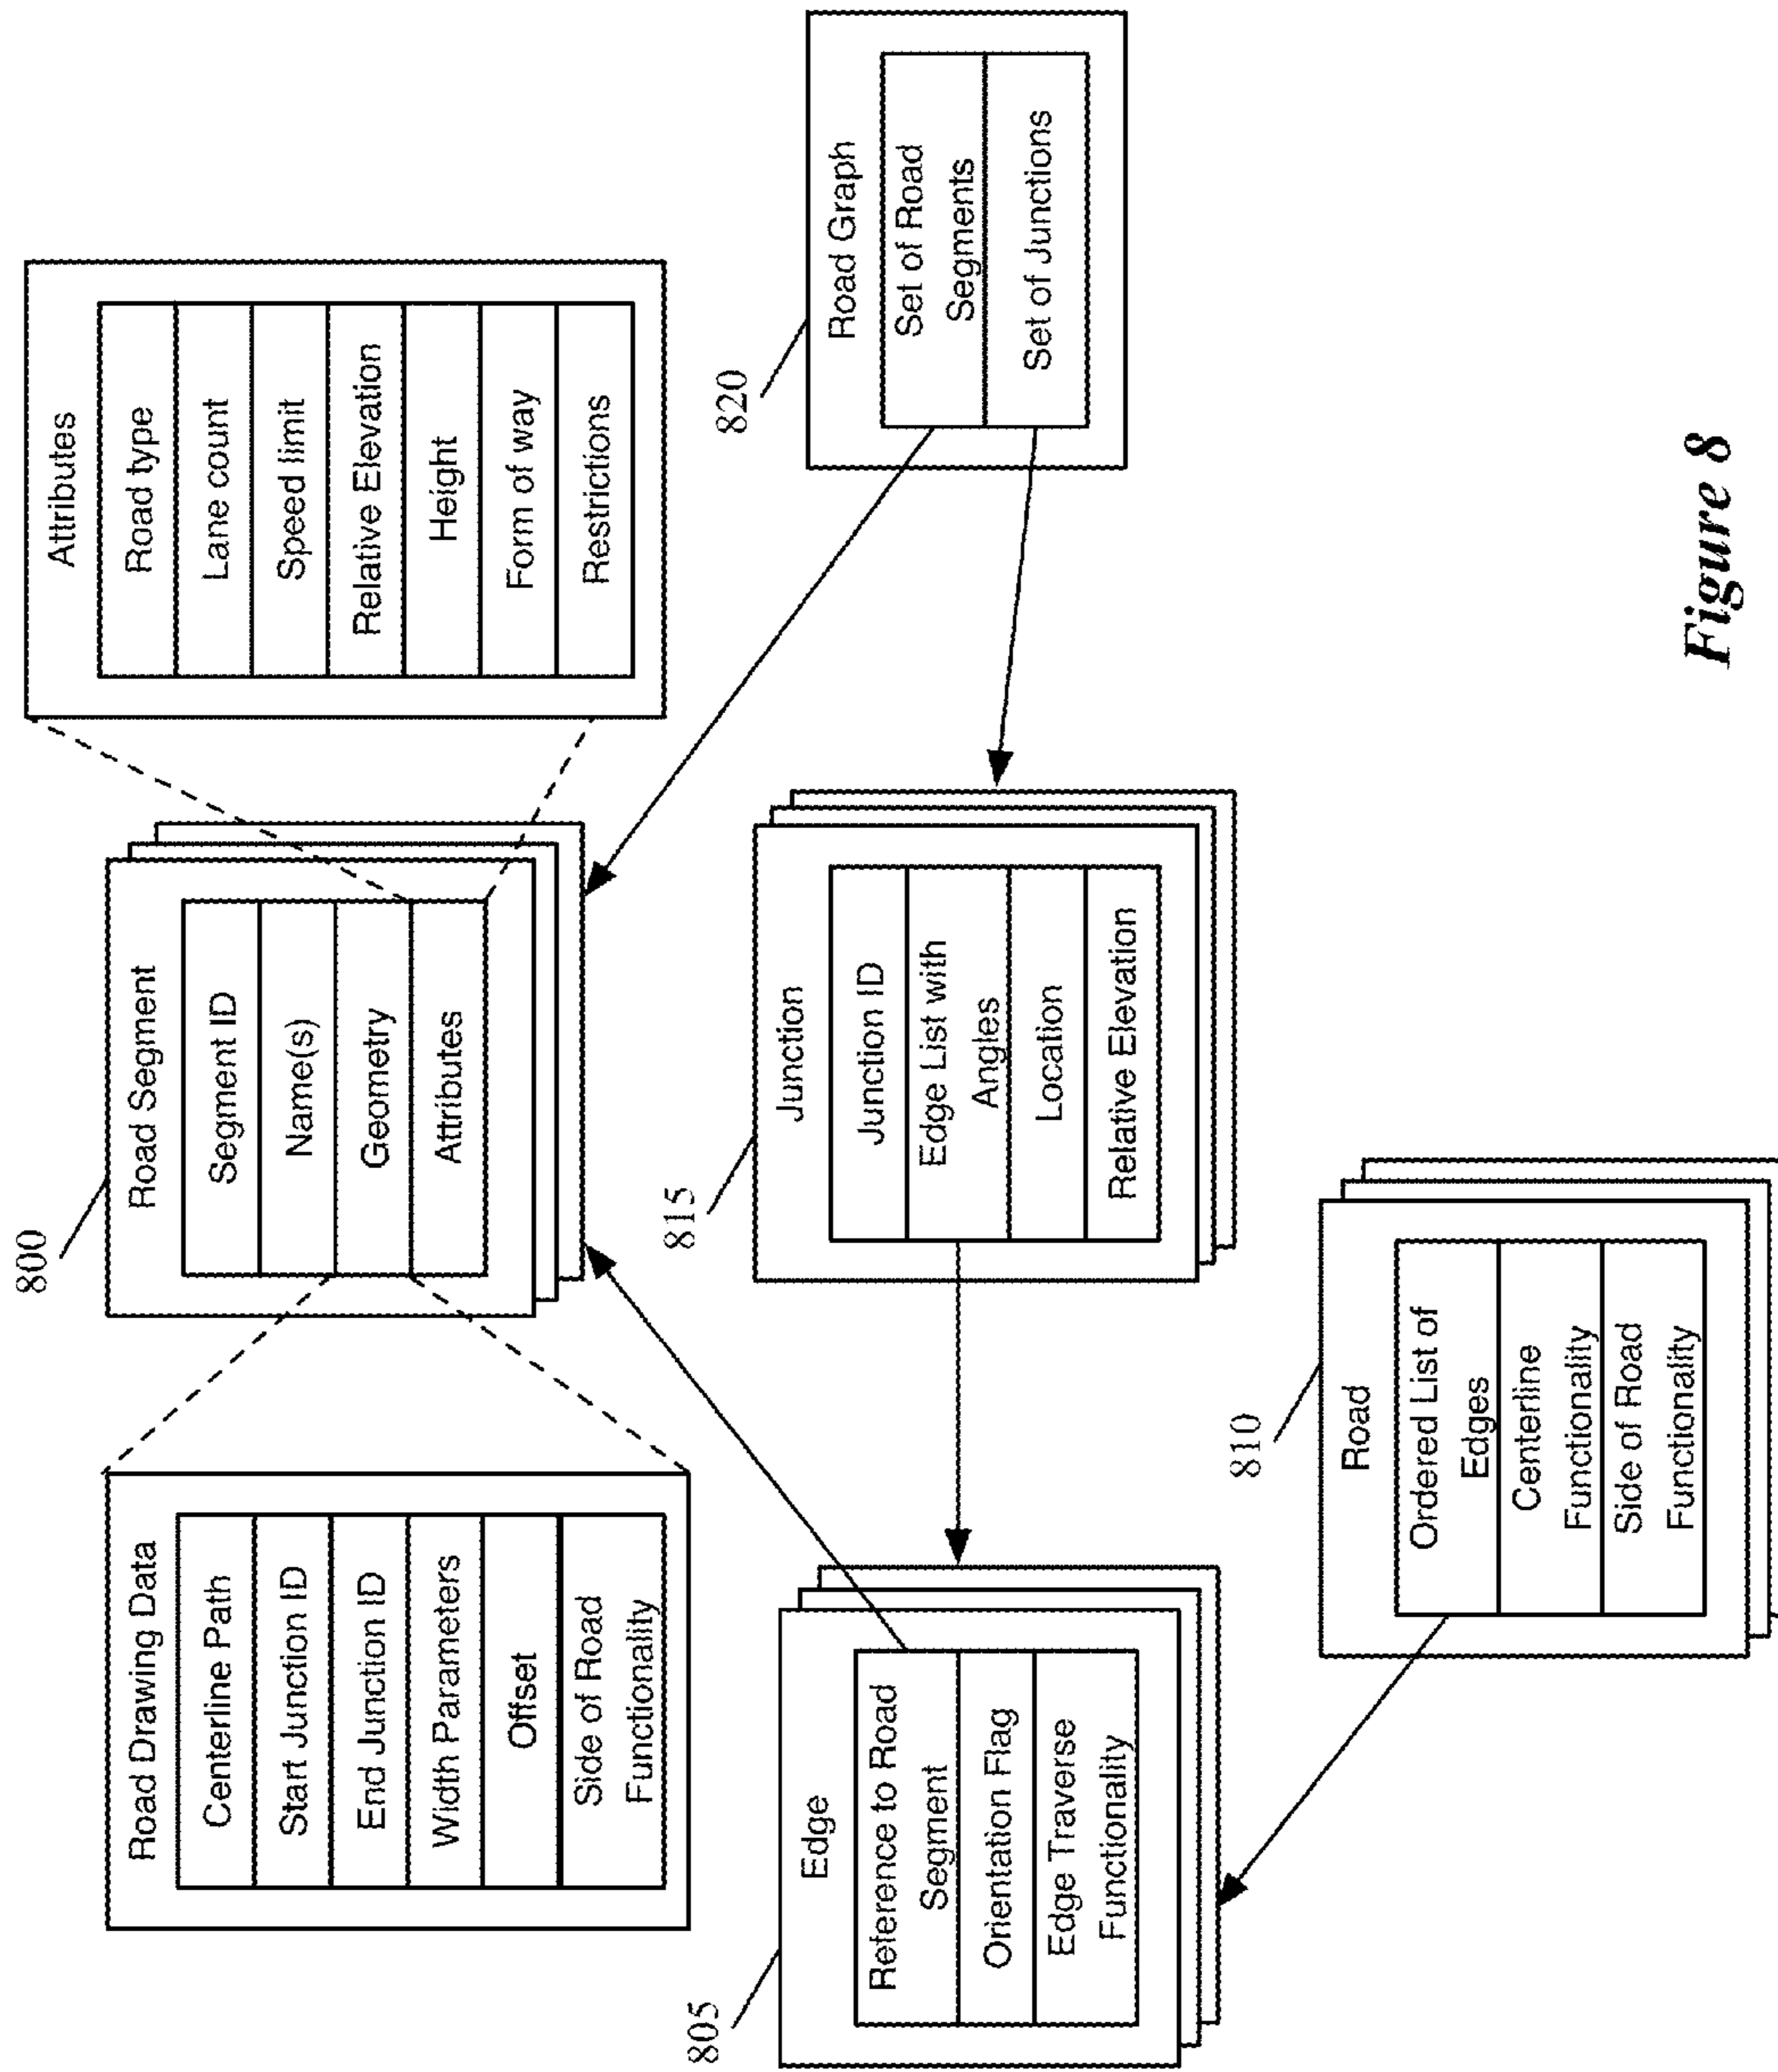 Road Drawing Data
Centerline Path
Start Junction ID
End Junction ID
Width Parameters
Offset
Side of Road
Functionality
800
Road Segment
Segment ID
Name(s)
Geometry
Attributes
Attributes
Road type
Lane count
Speed limit
Relative Elevation
Height
Form of way
Restrictions
805
Edge
Reference to Road
Segment
Orientation Flag
Edge Traverse
Functionality
815
Junction
Junction ID
Edge List with
Angles
Location
Relative Elevation
820
Road Graph
Set of Road
Segments
Set of Junctions
810
Road
Ordered List of
Edges
Centerline
Functionality
Side of Road
Functionality
Figure 8